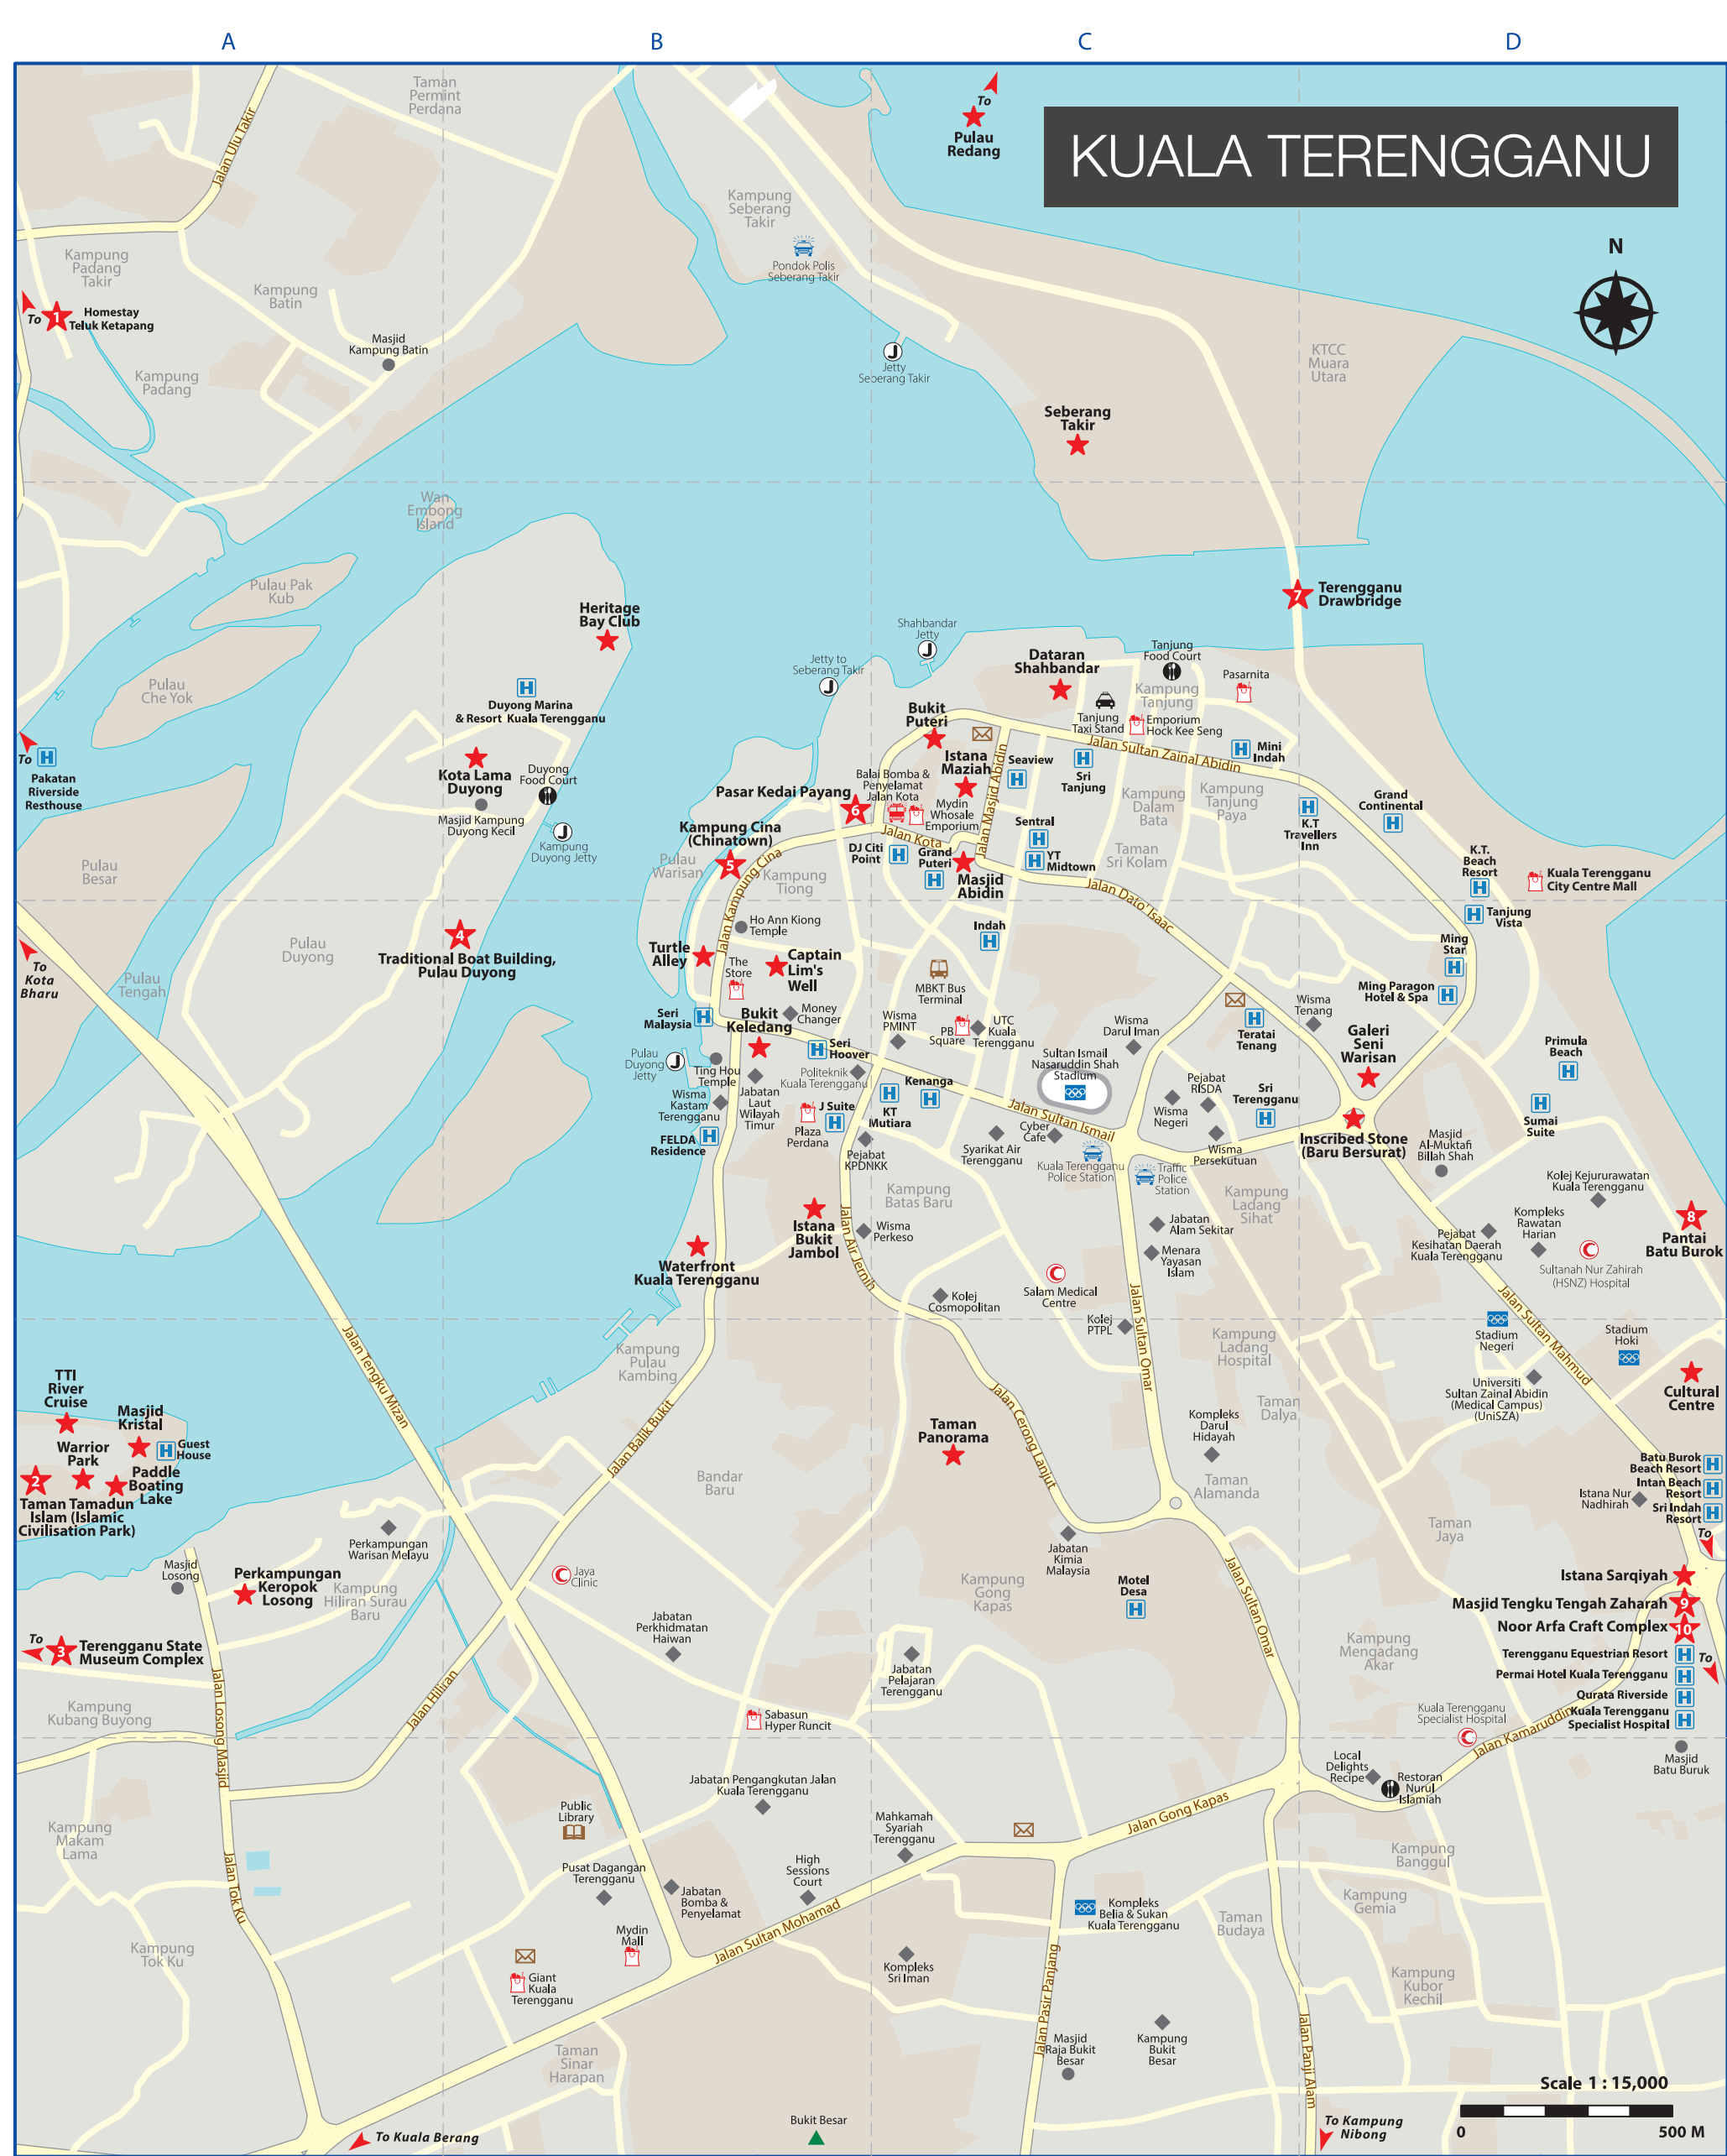 A
B
C
D
KUALA TERENGGANU
N
To
Pulau
Redang
Taman
Permint
Perdana
Jalan Ulu Takir
Kampung
Seberang
Takir
Pondok Polis
Seberang Takir
Kampung
Padang
Takir
Kampung
Batin
To
1
Homestay
Teluk Ketapang
Masjid
Kampung Batin
Kampung
Padang
J
Jetty
Seberang Takir
KTCC
Muara
Utara
Seberang
Takir
Wan
Embong
Island
Pulau Pak
Kub
Heritage
Bay Club
7
Terengganu
Drawbridge
Shahbandar
Jetty
J
Jetty to
Seberang Takir
J
Dataran
Shahbandar
Tanjung
Food Court
Pasarnita
Kampung
Tanjung
Pulau
Che Yok
H
Duyong Marina
& Resort Kuala Terengganu
Bukit
Puteri
Tanjung
Taxi Stand
Emporium
Hock Kee Seng
Jalan Sultan Zainal Abidin
H
Mini
Indah
To
H
Pakatan
Riverside
Resthouse
Kota Lama
Duyong
Duyong
Food Court
Masjid Kampung
Duyong Kecil
J
Kampung
Duyong Jetty
Istana
Maziah
Seaview
H
H
Sri
Tanjung
Balai Bomba &
Penyelamat
Jalan Kota
Pasar Kedai Payang
6
Mydin
Whosale
Emporium
Jalan Masjid Abidin
Kampung
Dalam
Bata
Kampung
Tanjung
Paya
H
K.T
Travellers
Inn
Grand
Continental
H
Kampung Cina
(Chinatown)
5
Jalan Kota
Sentral
H
H
YT
Midtown
Taman
Sri Kolam
DJ Citi
Point
H
Grand
Puteri
H
Masjid
Abidin
Pulau
Besar
Pulau
Warisan
Kampung
Tiong
Jalan Kampung Cina
Jalan Dato' Isaac
K.T.
Beach
Resort
H
Kuala Terengganu
City Centre Mall
H
Tanjung
Vista
4
Traditional Boat Building,
Pulau Duyong
Pulau
Duyong
Pulau
Tengah
To
Kota
Bharu
Ho Ann Kiong
Temple
Turtle
Alley
The
Store
Captain
Lim's
Well
Indah
H
MBKT Bus
Terminal
Ming
Star
H
Ming Paragon
Hotel & Spa
H
Seri
Malaysia
H
Bukit
Keledang
Money
Changer
Wisma
PMINT
PB
Square
UTC
Kuala
Terengganu
Wisma
Darul Iman
H
Teratai
Tenang
Wisma
Tenang
Galeri
Seni
Warisan
Primula
Beach
H
Pulau
Duyong
Jetty
J
Ting Hou
Temple
H
Seri
Hoover
Politeknik
Kuala Terengganu
Sultan Ismail
Nasaruddin Shah
Stadium
Wisma
Kastam
Terengganu
Jabatan
Laut
Wilayah
Timur
Plaza
Perdana
J Suite
H
H
KT
Mutiara
Kenanga
H
Jalan Sultan Ismail
Pejabat
RISDA
Wisma
Negeri
Sri
Terengganu
H
H
Sumai
Suite
FELDA
Residence
H
Pejabat
KPDNKK
Syarikat Air
Terengganu
Cyber
Cafe
Kuala Terengganu
Police Station
Traffic
Police
Station
Wisma
Persekutuan
Inscribed Stone
(Baru Bersurat)
Masjid
Al-Muktafi
Billah Shah
Kolej Kejururawatan
Kuala Terengganu
Kampung
Batas Baru
Kampung
Ladang
Sihat
Istana
Bukit
Jambol
Wisma
Perkeso
Jabatan
Alam Sekitar
Menara
Yayasan
Islam
Kompleks
Rawatan
Harian
Pejabat
Kesihatan Daerah
Kuala Terengganu
8
Pantai
Batu Burok
Sultanah Nur Zahirah
(HSNZ) Hospital
Waterfront
Kuala Terengganu
Jalan Air Jernih
Kolej
Cosmopolitan
Salam Medical
Centre
Kolej
PTPL
Jalan Sultan Omar
Jalan Sultan Mahmud
Jalan Tengku Mizan
Kampung
Pulau
Kambing
Kampung
Ladang
Hospital
Stadium
Negeri
Stadium
Hoki
Universiti
Sultan Zainal Abidin
(Medical Campus)
(UniSZA)
Cultural
Centre
TTI
River
Cruise
Masjid
Kristal
Warrior
Park
H
Guest
House
Paddle
Boating
Lake
2
Taman Tamadun
Islam (Islamic
Civilisation Park)
Jalan Balik Bukit
Taman
Panorama
Jalan Cerong Lanjut
Taman
Dalya
Kompleks
Darul
Hidayah
Taman
Alamanda
Bandar
Baru
Batu Burok
Beach Resort
H
Intan Beach
Resort
H
Istana Nur
Nadhirah
Sri Indah
Resort
H
To
Taman
Jaya
Perkampungan
Warisan Melayu
Masjid
Losong
Perkampungan
Keropok
Losong
Kampung
Hiliran Surau
Baru
Jaya
Clinic
Jabatan
Kimia
Malaysia
Motel
Desa
H
Kampung
Gong
Kapas
Jalan Sultan Omar
Istana Sarqiyah
Masjid Tengku Tengah Zaharah
9
Noor Arfa Craft Complex
10
To
3
Terengganu State
Museum Complex
Jabatan
Perkhidmatan
Haiwan
Jabatan
Pelajaran
Terengganu
Kampung
Mengadang
Akar
Terengganu Equestrian Resort
H
To
Permai Hotel Kuala Terengganu
H
Qurata Riverside
H
Kuala Terengganu
Specialist Hospital
H
Kampung
Kubang Buyong
Jalan Losong Masjid
Jalan Hiliran
Sabasun
Hyper Runcit
Kuala Terengganu
Specialist Hospital
Jalan Kamaruddin
Masjid
Batu Buruk
Jabatan Pengangkutan Jalan
Kuala Terengganu
Local
Delights
Recipe
Restoran
Nurul
Islamiah
Public
Library
Mahkamah
Syariah
Terengganu
Jalan Gong Kapas
Kampung
Makam
Lama
Jalan Tok Ku
Pusat Dagangan
Terengganu
Jabatan
Bomba &
Penyelamat
High
Sessions
Court
Kampung
Banggul
Kampung
Gemia
Kompleks
Belia & Sukan
Kuala Terengganu
Taman
Budaya
Mydin
Mall
Jalan Sultan Mohamad
Kampung
Tok Ku
Giant
Kuala
Terengganu
Kompleks
Sri Iman
Jalan Pasir Panjang
Kampung
Kubor
Kechil
Masjid
Raja Bukit
Besar
Kampung
Bukit
Besar
Jalan Panji Alam
Taman
Sinar
Harapan
Bukit Besar
To Kuala Berang
To Kampung
Nibong
Scale 1 : 15,000
0
500 M